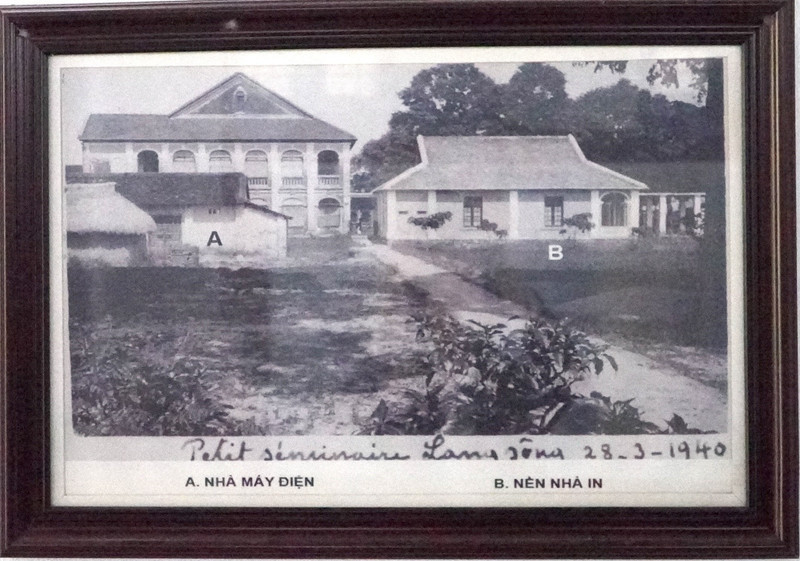 A
B
Petit séminaire Lang sông 28-3-1940
A. NHÀ MÁY ĐIỆN
B. NỀN NHÀ IN